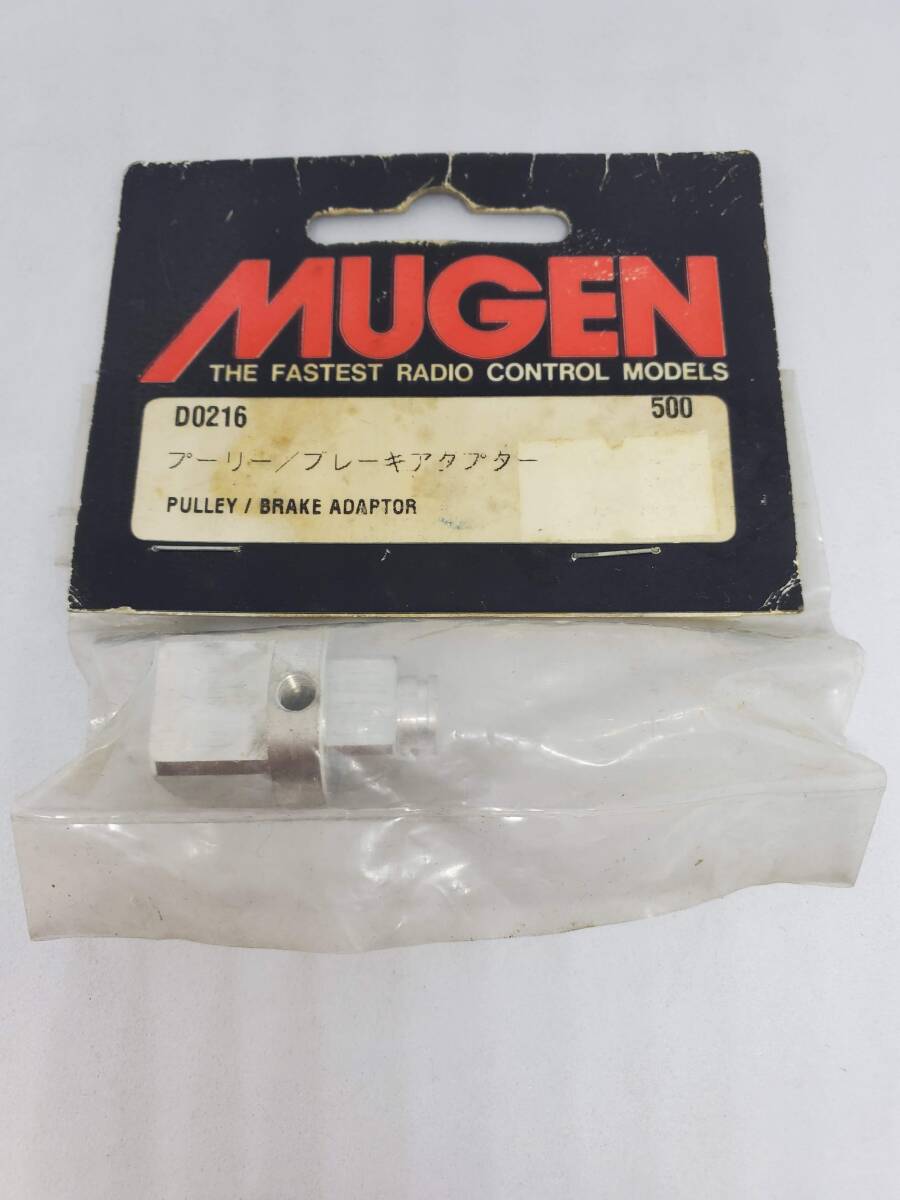 MUGEN
THE FASTEST RADIO CONTROL MODELS
D0216 500
プーリー/ブレーキアタプター
PULLEY / BRAKE ADAPTOR